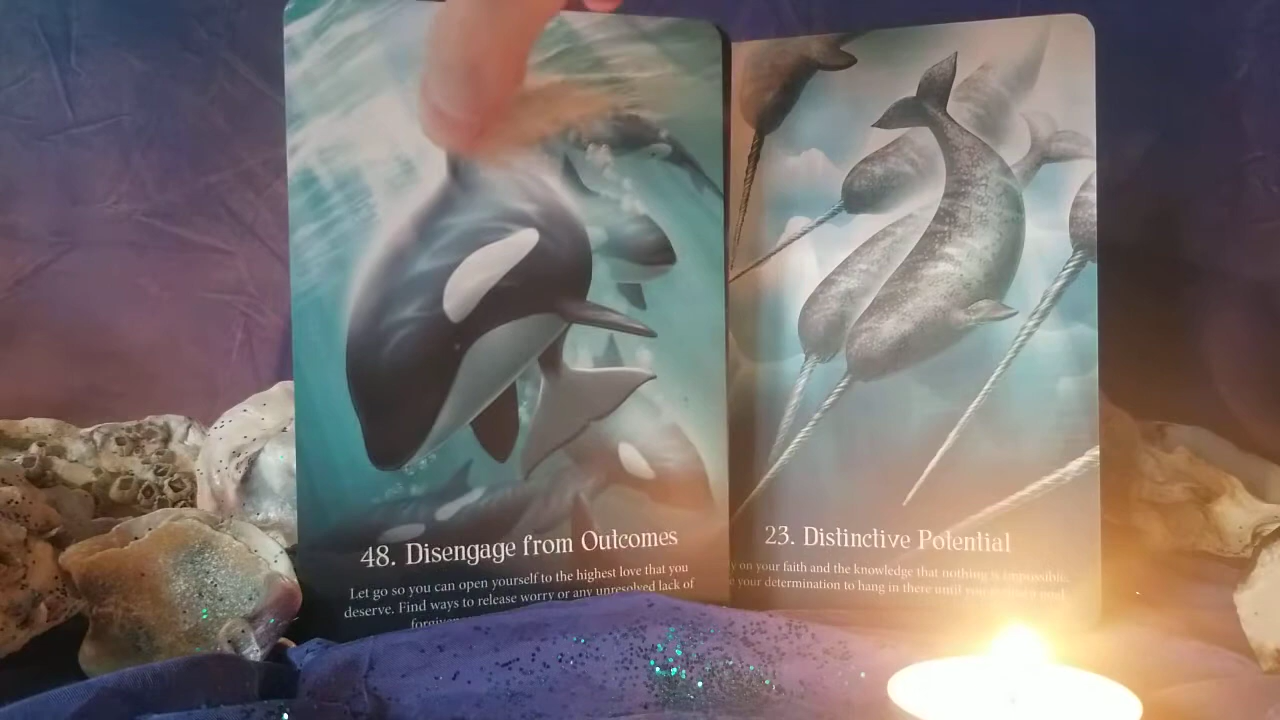 48. Disengage from Outcomes
Let go so you can open yourself to the highest love that you
deserve. Find ways to release worry or any unresolved lack of
23. Distinctive Potential
on your faith and the knowledge that nothing is impossible.
your determination to hang in there until you